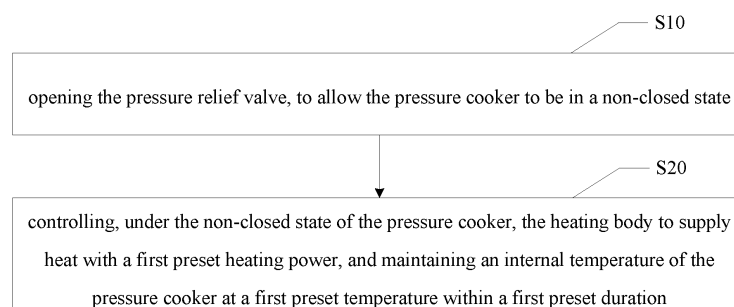 S10
opening the pressure relief valve, to allow the pressure cooker to be in a non-closed state
S20
controlling, under the non-closed state of the pressure cooker, the heating body to supply
heat with a first preset heating power, and maintaining an internal temperature of the
pressure cooker at a first preset temperature within a first preset duration